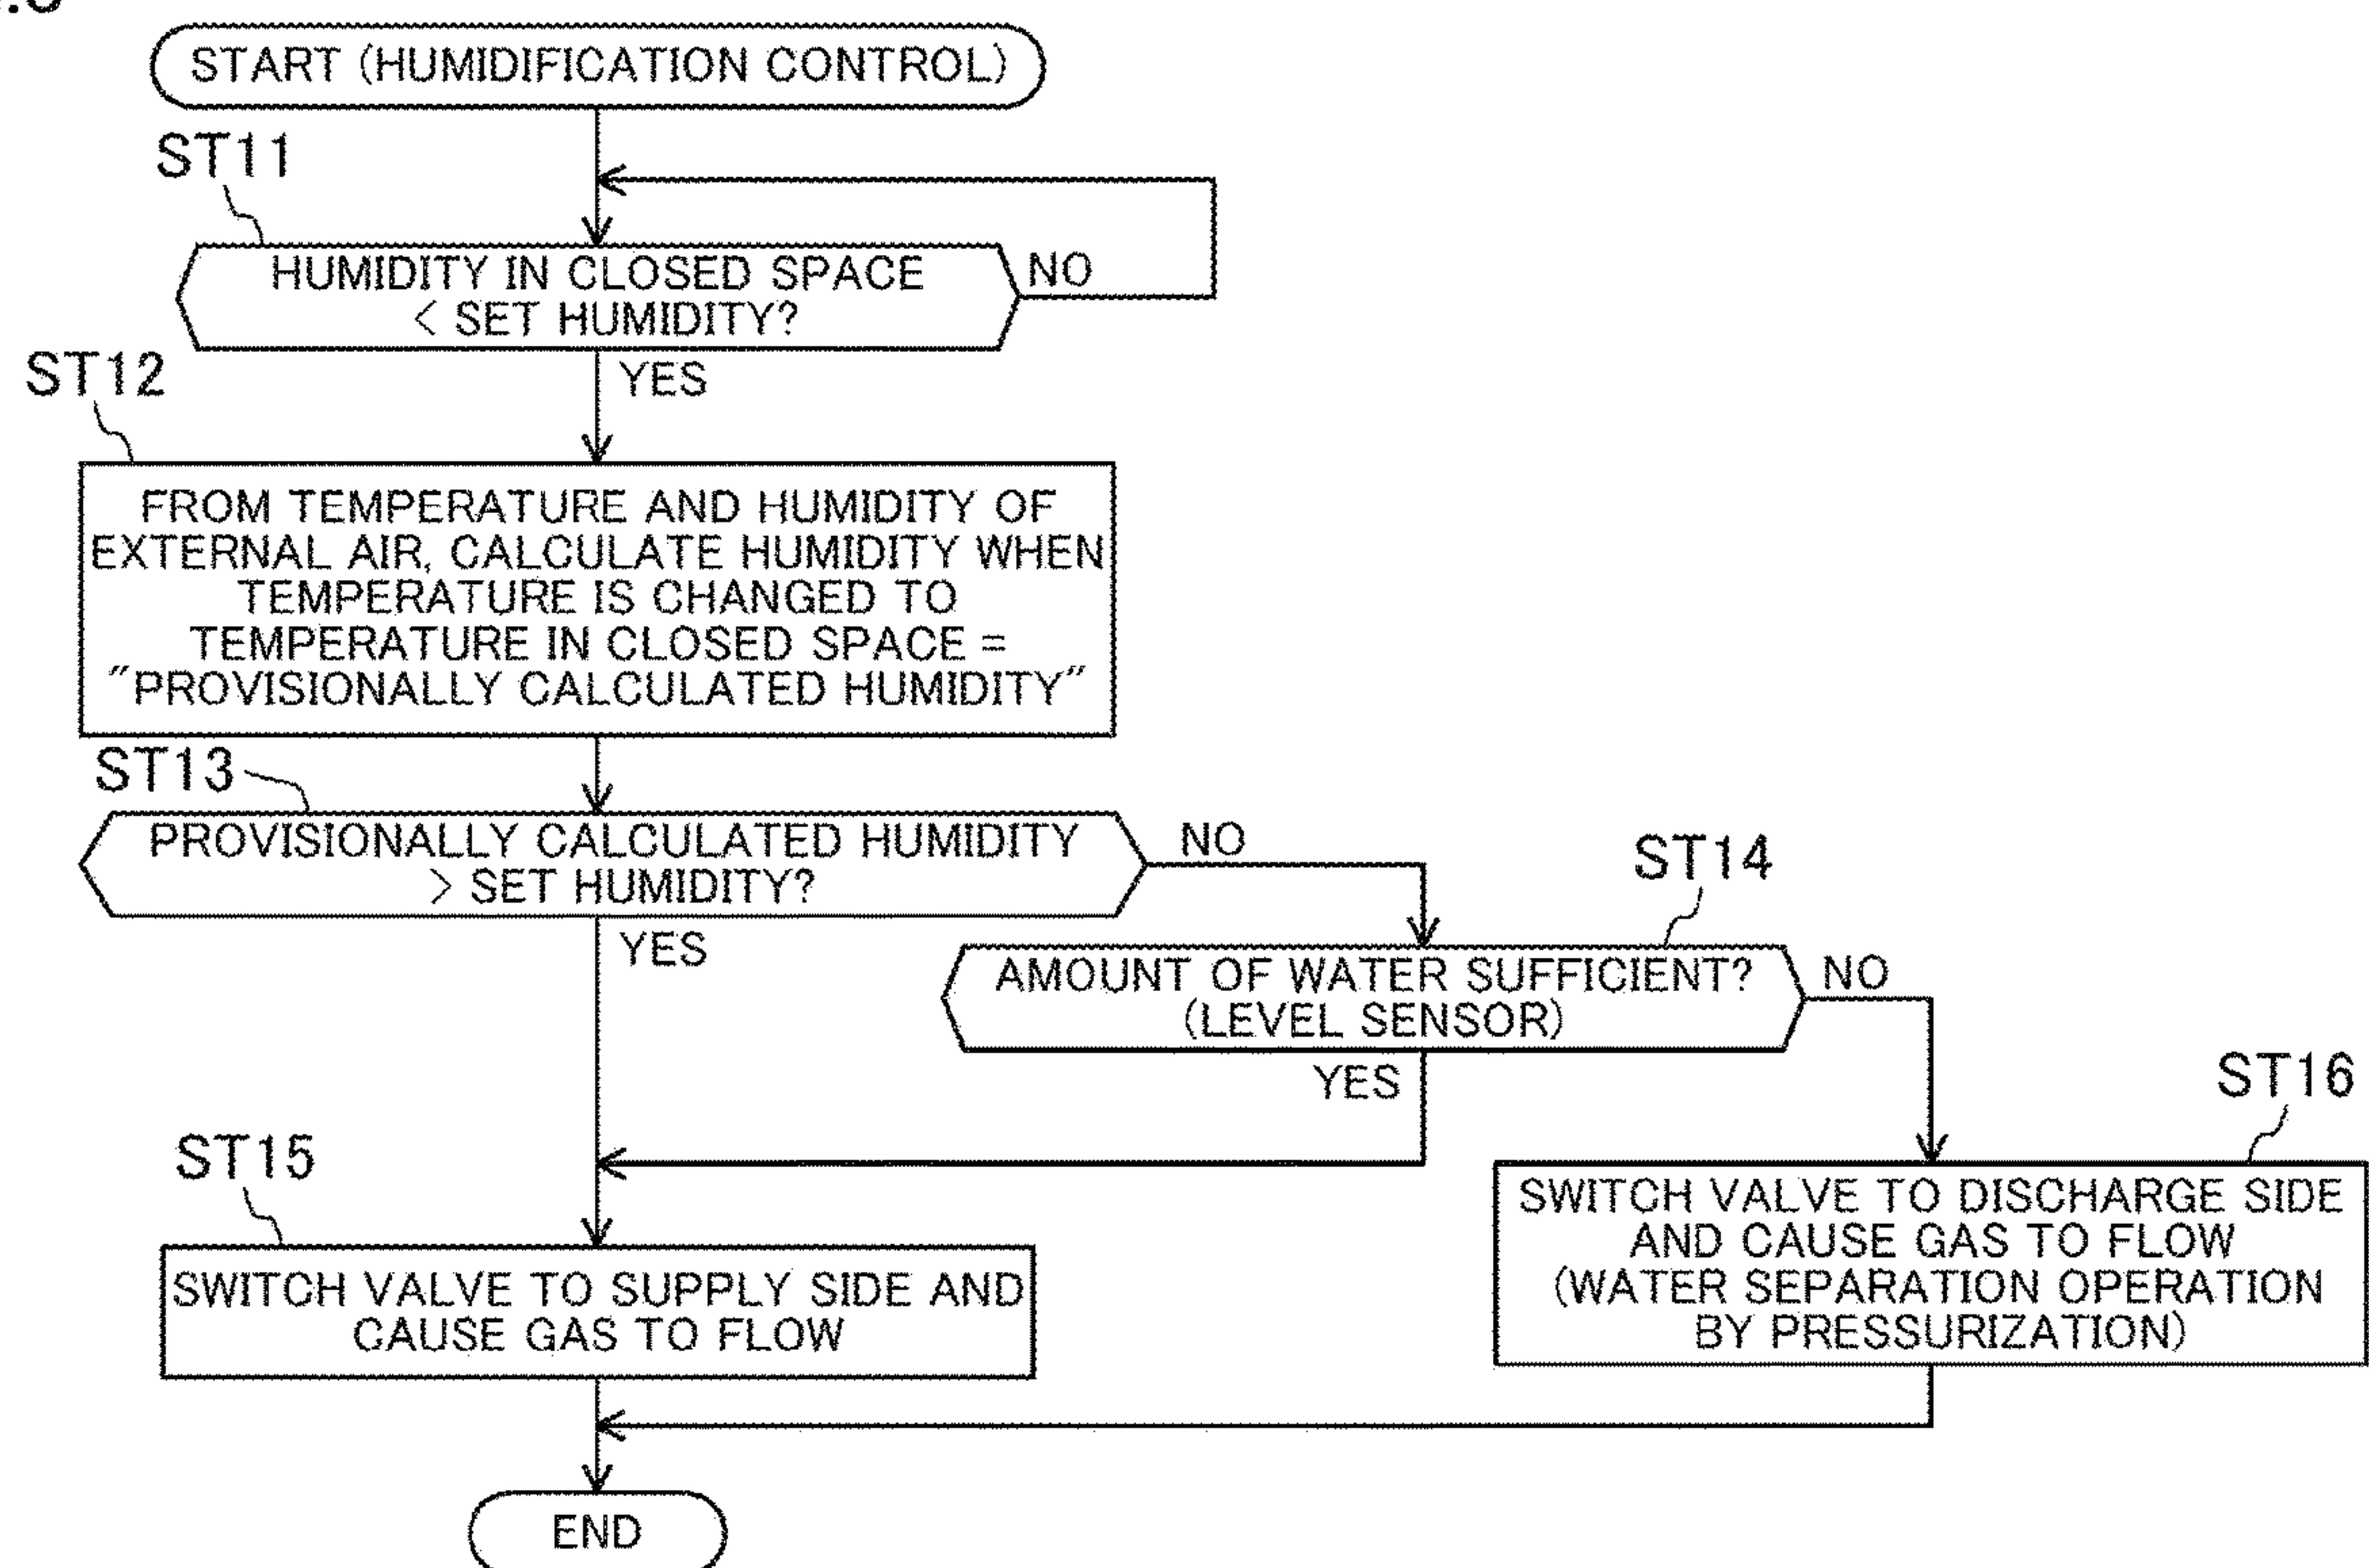 START (HUMIDIFICATION CONTROL)
ST11
HUMIDITY IN CLOSED SPACE
< SET HUMIDITY?
NO
YES
ST12
FROM TEMPERATURE AND HUMIDITY OF
EXTERNAL AIR, CALCULATE HUMIDITY WHEN
TEMPERATURE IS CHANGED TO
TEMPERATURE IN CLOSED SPACE =
"PROVISIONALLY CALCULATED HUMIDITY"
ST13
PROVISIONALLY CALCULATED HUMIDITY
> SET HUMIDITY?
NO
YES
ST14
AMOUNT OF WATER SUFFICIENT?
(LEVEL SENSOR)
NO
YES
ST15
SWITCH VALVE TO SUPPLY SIDE AND
CAUSE GAS TO FLOW
ST16
SWITCH VALVE TO DISCHARGE SIDE
AND CAUSE GAS TO FLOW
(WATER SEPARATION OPERATION
BY PRESSURIZATION)
END